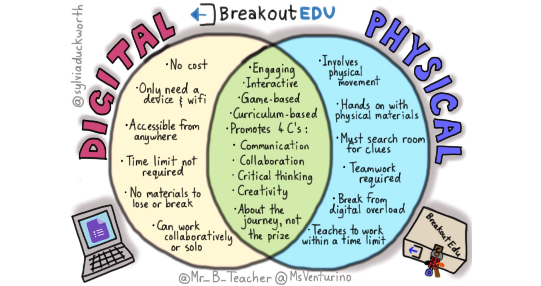 BreakoutEDU
@sylviaduckworth
DIGITAL
PHYSICAL
• No cost
• Only need a
device & wifi
• Accessible from
anywhere
• Time limit not
required
• No materials to
lose or break
• Can work
collaboratively
or solo
• Engaging
• Interactive
• Game-based
• Curriculum-based
• Promotes 4 C's:
• Communication
• Collaboration
• Critical thinking
• Creativity
• About the
journey, not
the prize
• Involves
physical
movement
• Hands on with
physical materials
• Must search room
for clues
• Teamwork
required
• Break from
digital overload
• Teaches to work
within a time limit
Breakout Edu
@Mr_B_Teacher @MsVenturino